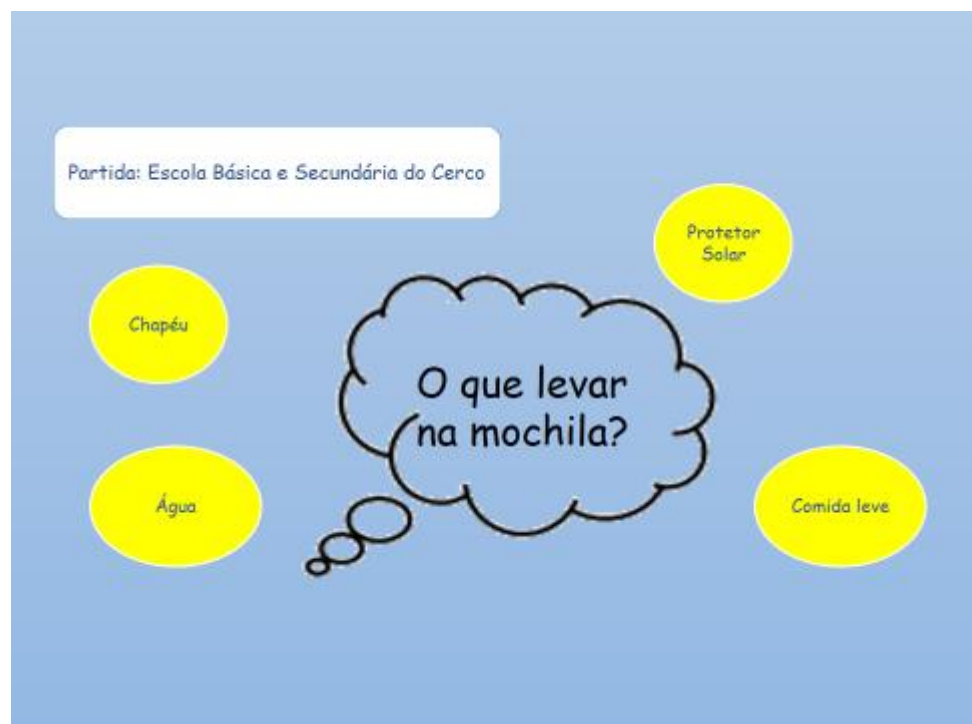 Partida: Escola Básica e Secundária do Cerco
Protetor
Solar
Chapéu
O que levar
na mochila?
Água
Comida leve